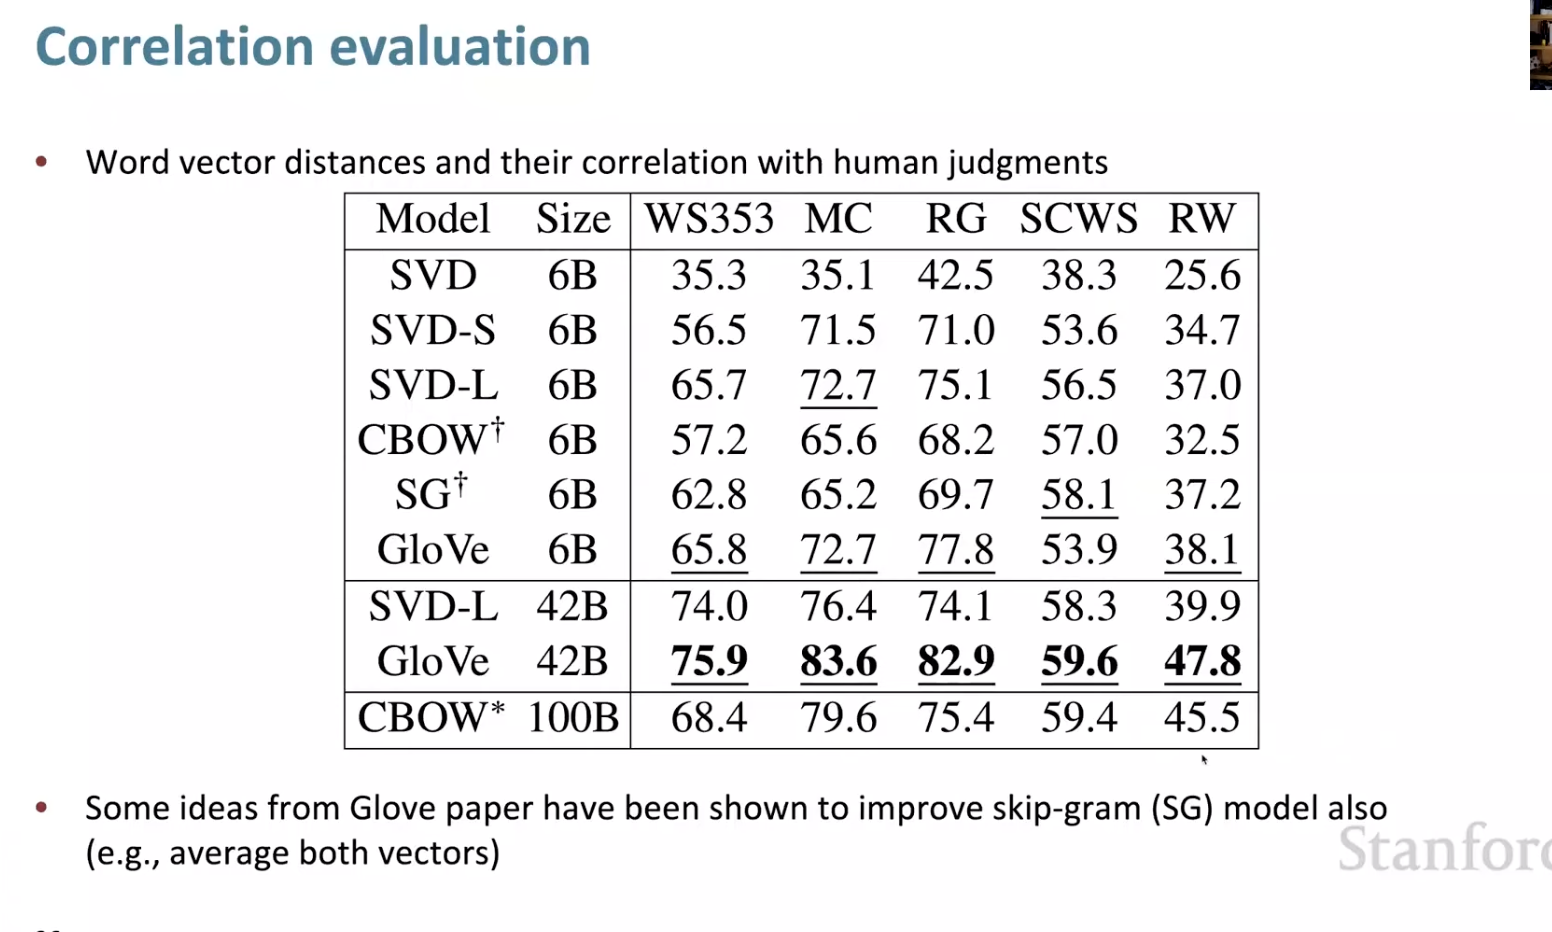 Correlation evaluation
• Word vector distances and their correlation with human judgments
Model Size WS353 MC RG SCWS RW
SVD 6B 35.3 35.1 42.5 38.3 25.6
SVD-S 6B 56.5 71.5 71.0 53.6 34.7
SVD-L 6B 65.7 72.7 75.1 56.5 37.0
CBOW† 6B 57.2 65.6 68.2 57.0 32.5
SG† 6B 62.8 65.2 69.7 58.1 37.2
GloVe 6B 65.8 72.7 77.8 53.9 38.1
SVD-L 42B 74.0 76.4 74.1 58.3 39.9
GloVe 42B 75.9 83.6 82.9 59.6 47.8
CBOW* 100B 68.4 79.6 75.4 59.4 45.5
• Some ideas from Glove paper have been shown to improve skip-gram (SG) model also
(e.g., average both vectors)
Stanfor